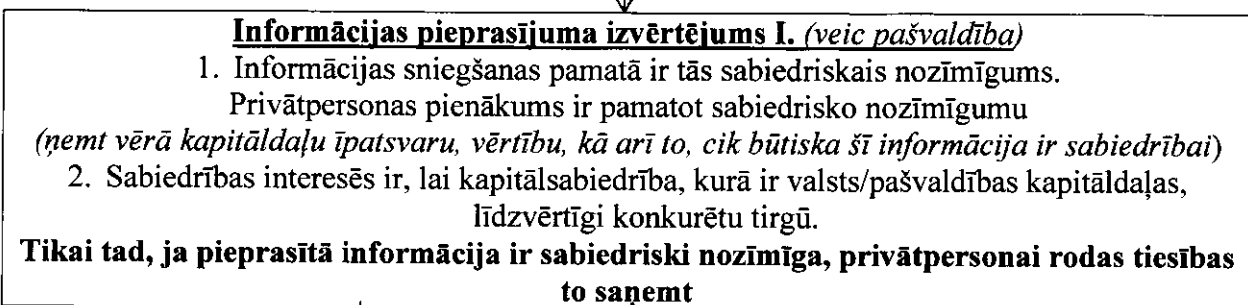 Informācijas pieprasījuma izvērtējums I. (veic pašvaldība)
1. Informācijas sniegšanas pamatā ir tās sabiedriskais nozīmīgums.
Privātpersonas pienākums ir pamatot sabiedrisko nozīmīgumu
(ņemt vērā kapitāldaļu īpatsvaru, vērtību, kā arī to, cik būtiska šī informācija ir sabiedrībai)
2. Sabiedrības interesēs ir, lai kapitālsabiedrība, kurā ir valsts/pašvaldības kapitāldaļas,
līdzvērtīgi konkurētu tirgū.
Tikai tad, ja pieprasītā informācija ir sabiedriski nozīmīga, privātpersonai rodas tiesības
to saņemt